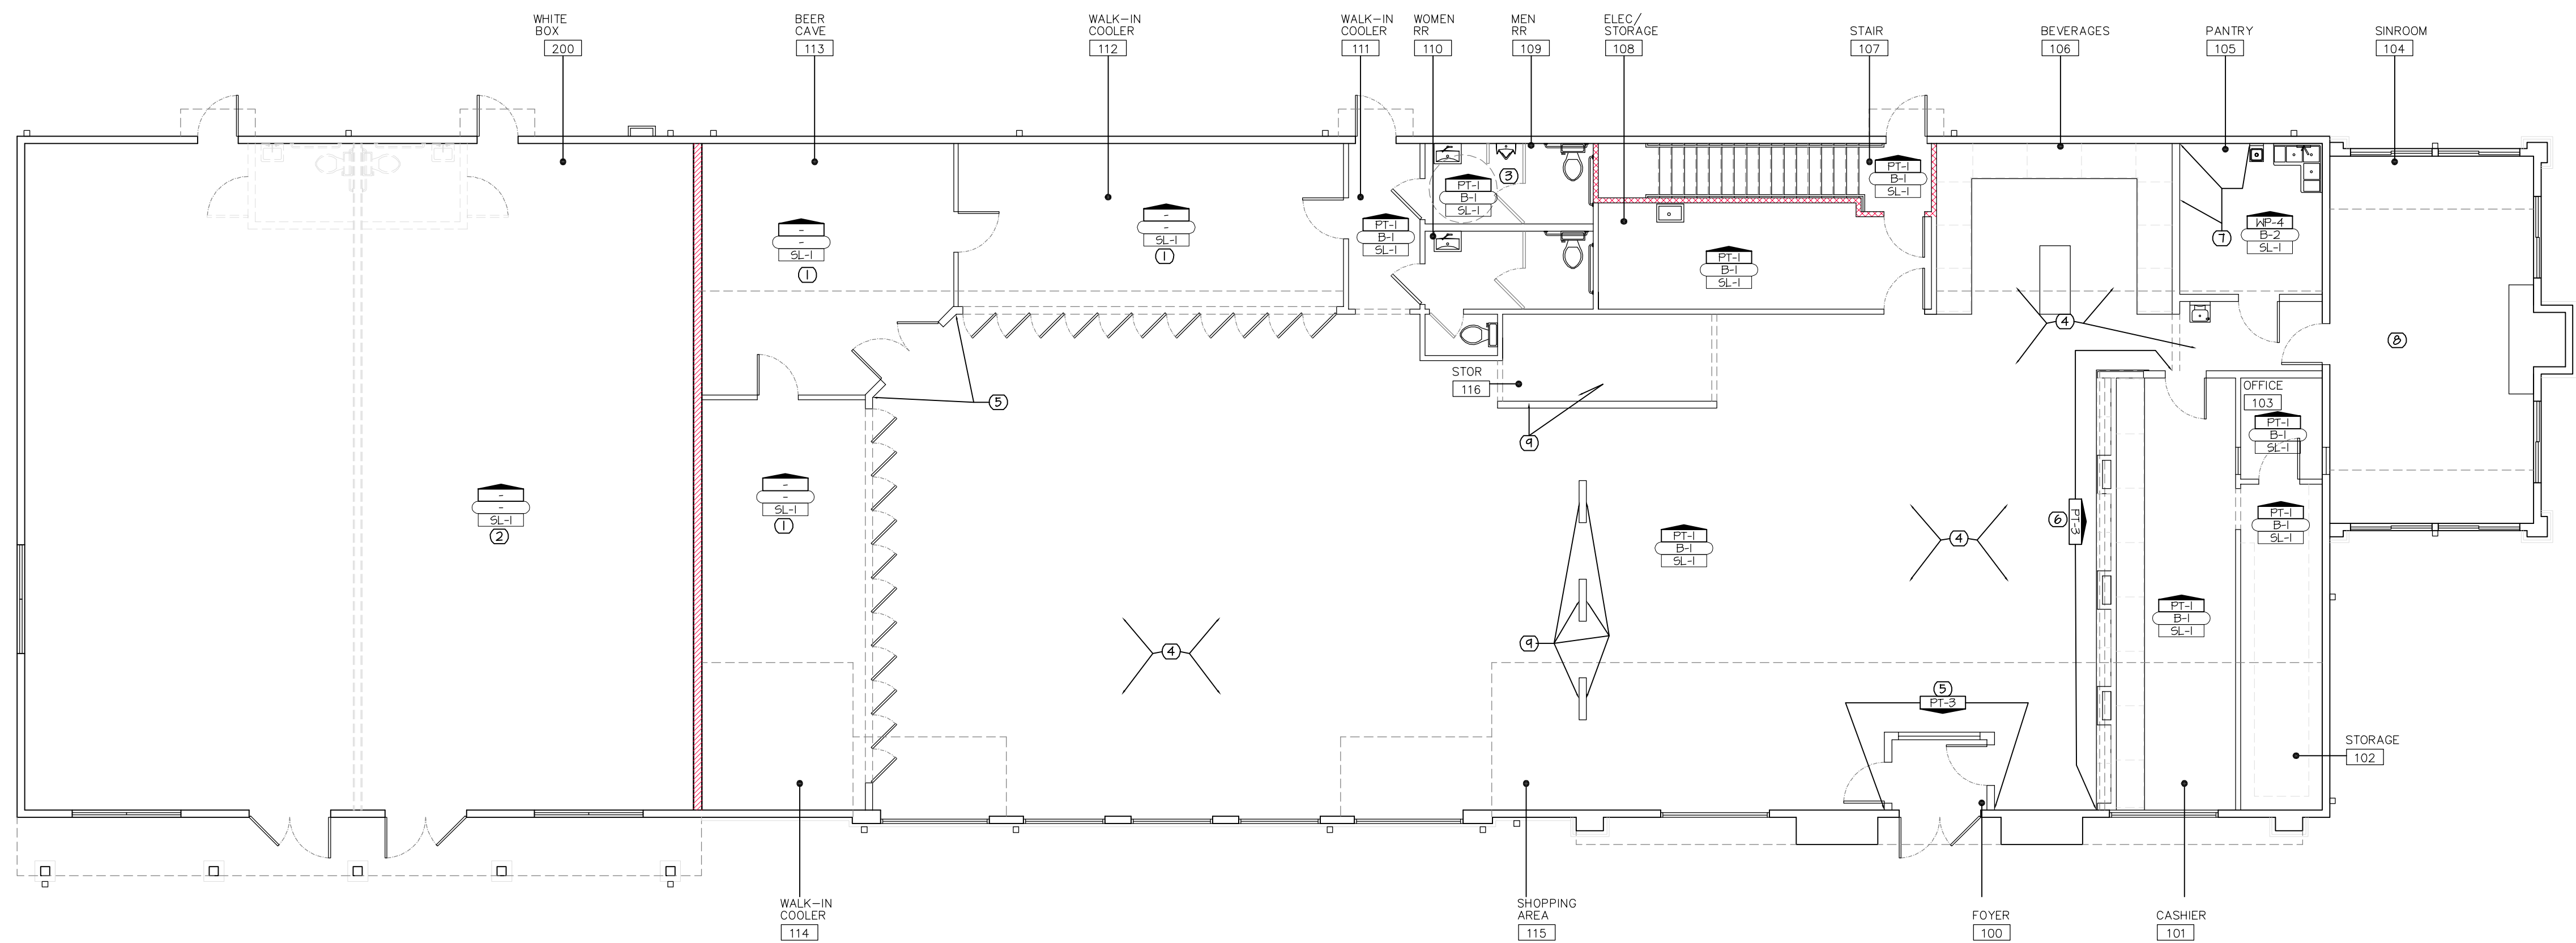 WHITE
BOX
200
BEER
CAVE
113
WALK-IN
COOLER
112
WALK-IN
COOLER
111
WOMEN
RR
110
MEN
RR
109
ELEC/
STORAGE
108
STAIR
107
BEVERAGES
106
PANTRY
105
SINROOM
104
3
PT-1
B-1
SL-1
PT-1
B-1
SL-1
-
-
SL-1
1
-
-
SL-1
1
PT-1
B-1
SL-1
PT-1
B-1
SL-1
WP-4
B-2
SL-1
7
4
8
STOR
116
5
9
OFFICE
103
PT-1
B-1
SL-1
-
-
SL-1
2
-
-
SL-1
1
PT-1
B-1
SL-1
4
6
PT-3
PT-1
B-1
SL-1
PT-1
B-1
SL-1
9
4
5
PT-3
STORAGE
102
WALK-IN
COOLER
114
SHOPPING
AREA
115
FOYER
100
CASHIER
101